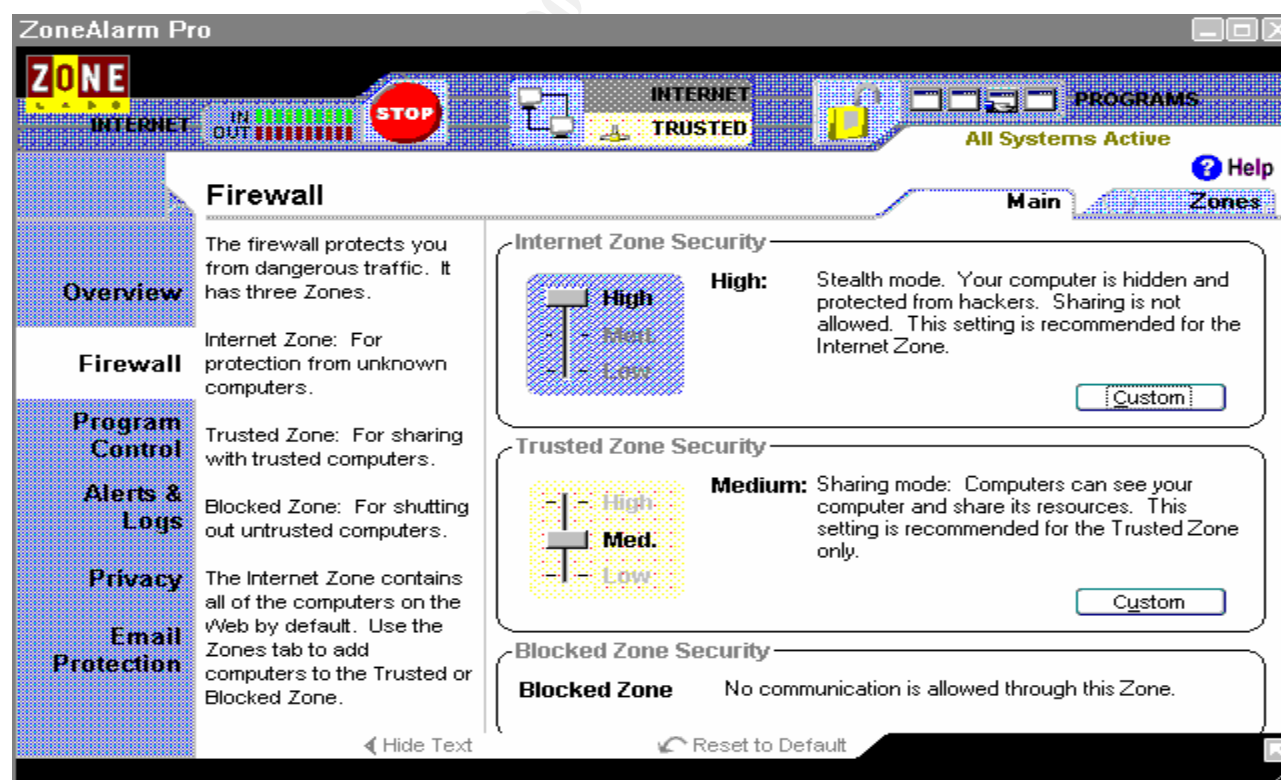 ZoneAlarm Pro
ZONE
LABS
INTERNET
IN
OUT
STOP
INTERNET
TRUSTED
PROGRAMS
All Systems Active
Help
Firewall
Main
Zones
Overview
Firewall
Program
Control
Alerts &
Logs
Privacy
Email
Protection
The firewall protects you
from dangerous traffic. It
has three Zones.
Internet Zone: For
protection from unknown
computers.
Trusted Zone: For sharing
with trusted computers.
Blocked Zone: For shutting
out untrusted computers.
The Internet Zone contains
all of the computers on the
Web by default. Use the
Zones tab to add
computers to the Trusted or
Blocked Zone.
Internet Zone Security
High
Med.
Low
High: Stealth mode. Your computer is hidden and
protected from hackers. Sharing is not
allowed. This setting is recommended for the
Internet Zone.
Custom
Trusted Zone Security
High
Med.
Low
Medium: Sharing mode: Computers can see your
computer and share its resources. This
setting is recommended for the Trusted Zone
only.
Custom
Blocked Zone Security
Blocked Zone No communication is allowed through this Zone.
Hide Text
Reset to Default